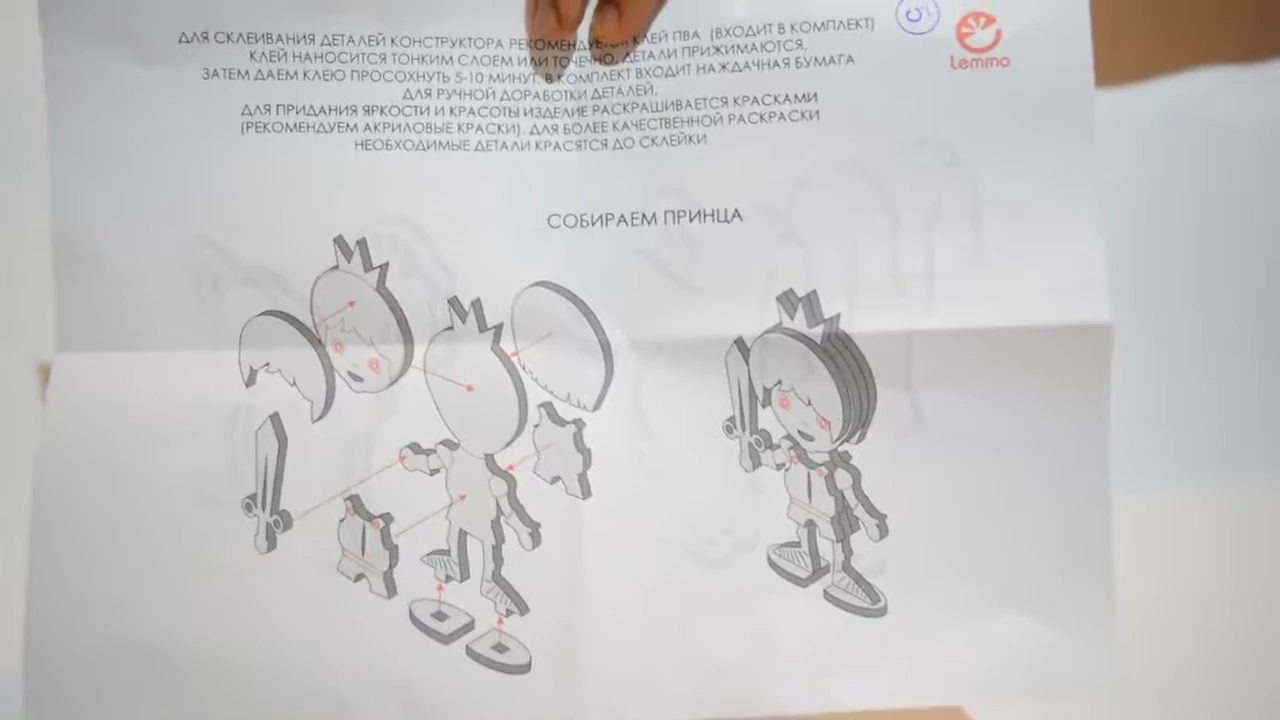 ДЛЯ СКЛЕИВАНИЯ ДЕТАЛЕЙ КОНСТРУКТОРА РЕКОМЕНДУЕТСЯ КЛЕЙ ПВА (ВХОДИТ В КОМПЛЕКТ)
КЛЕЙ НАНОСИТСЯ ТОНКИМ СЛОЕМ ИЛИ ТОЧЕЧНО, ДЕТАЛИ ПРИЖИМАЮТСЯ,
ЗАТЕМ ДАЕМ КЛЕЮ ПРОСОХНУТЬ 5-10 МИНУТ. В КОМПЛЕКТ ВХОДИТ НАЖДАЧНАЯ БУМАГА
ДЛЯ РУЧНОЙ ДОРАБОТКИ ДЕТАЛЕЙ.
ДЛЯ ПРИДАНИЯ ЯРКОСТИ И КРАСОТЫ ИЗДЕЛИЕ РАСКРАШИВАЕТСЯ КРАСКАМИ
(РЕКОМЕНДУЕМ АКРИЛОВЫЕ КРАСКИ). ДЛЯ БОЛЕЕ КАЧЕСТВЕННОЙ РАСКРАСКИ
НЕОБХОДИМЫЕ ДЕТАЛИ КРАСЯТСЯ ДО СКЛЕЙКИ
Lemmo
СОБИРАЕМ ПРИНЦА